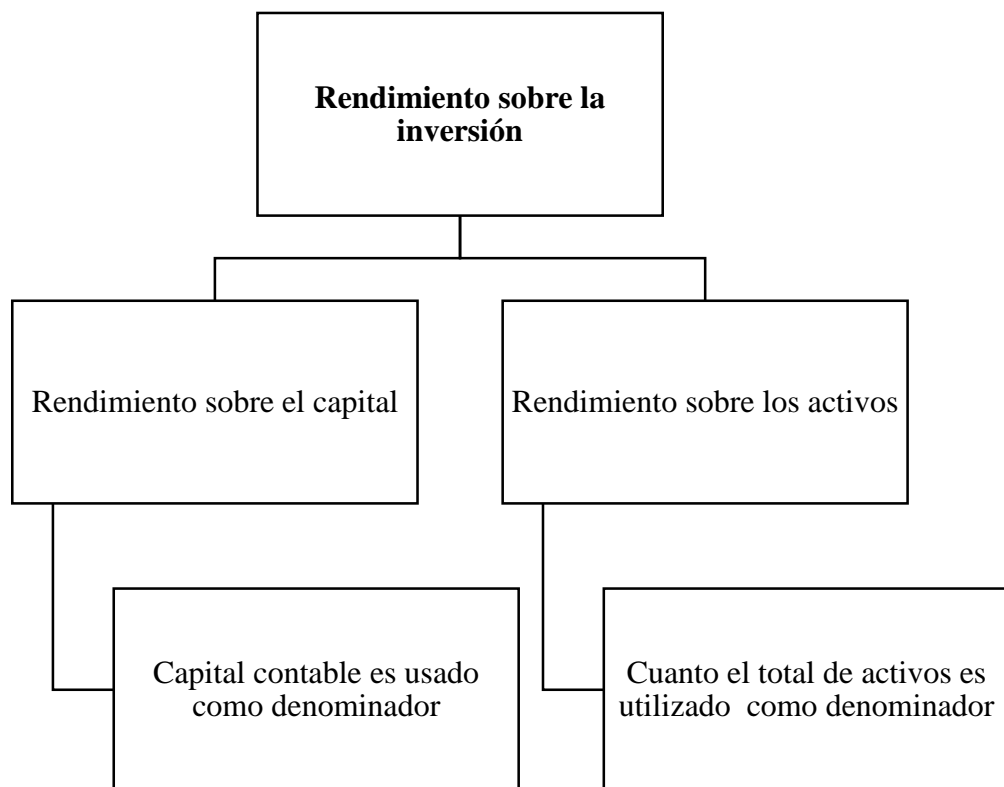 Rendimiento sobre la
inversión
Rendimiento sobre el capital
Rendimiento sobre los activos
Capital contable es usado
como denominador
Cuanto el total de activos es
utilizado  como denominador